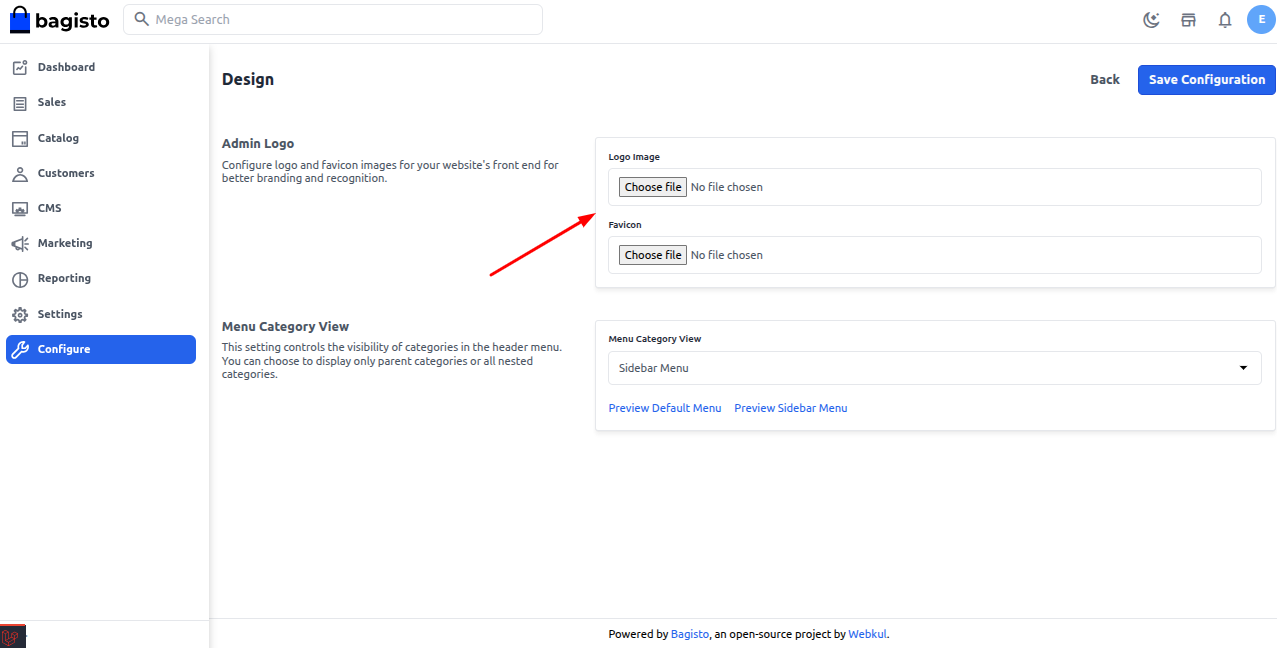 bagisto
Mega Search
E
Dashboard
Sales
Catalog
Customers
CMS
Marketing
Reporting
Settings
Configure
Design
Back
Save Configuration
Admin Logo
Configure logo and favicon images for your website's front end for
better branding and recognition.
Logo Image
Choose file No file chosen
Favicon
Choose file No file chosen
Menu Category View
This setting controls the visibility of categories in the header menu.
You can choose to display only parent categories or all nested
categories.
Menu Category View
Sidebar Menu
Preview Default Menu Preview Sidebar Menu
Powered by Bagisto, an open-source project by Webkul.